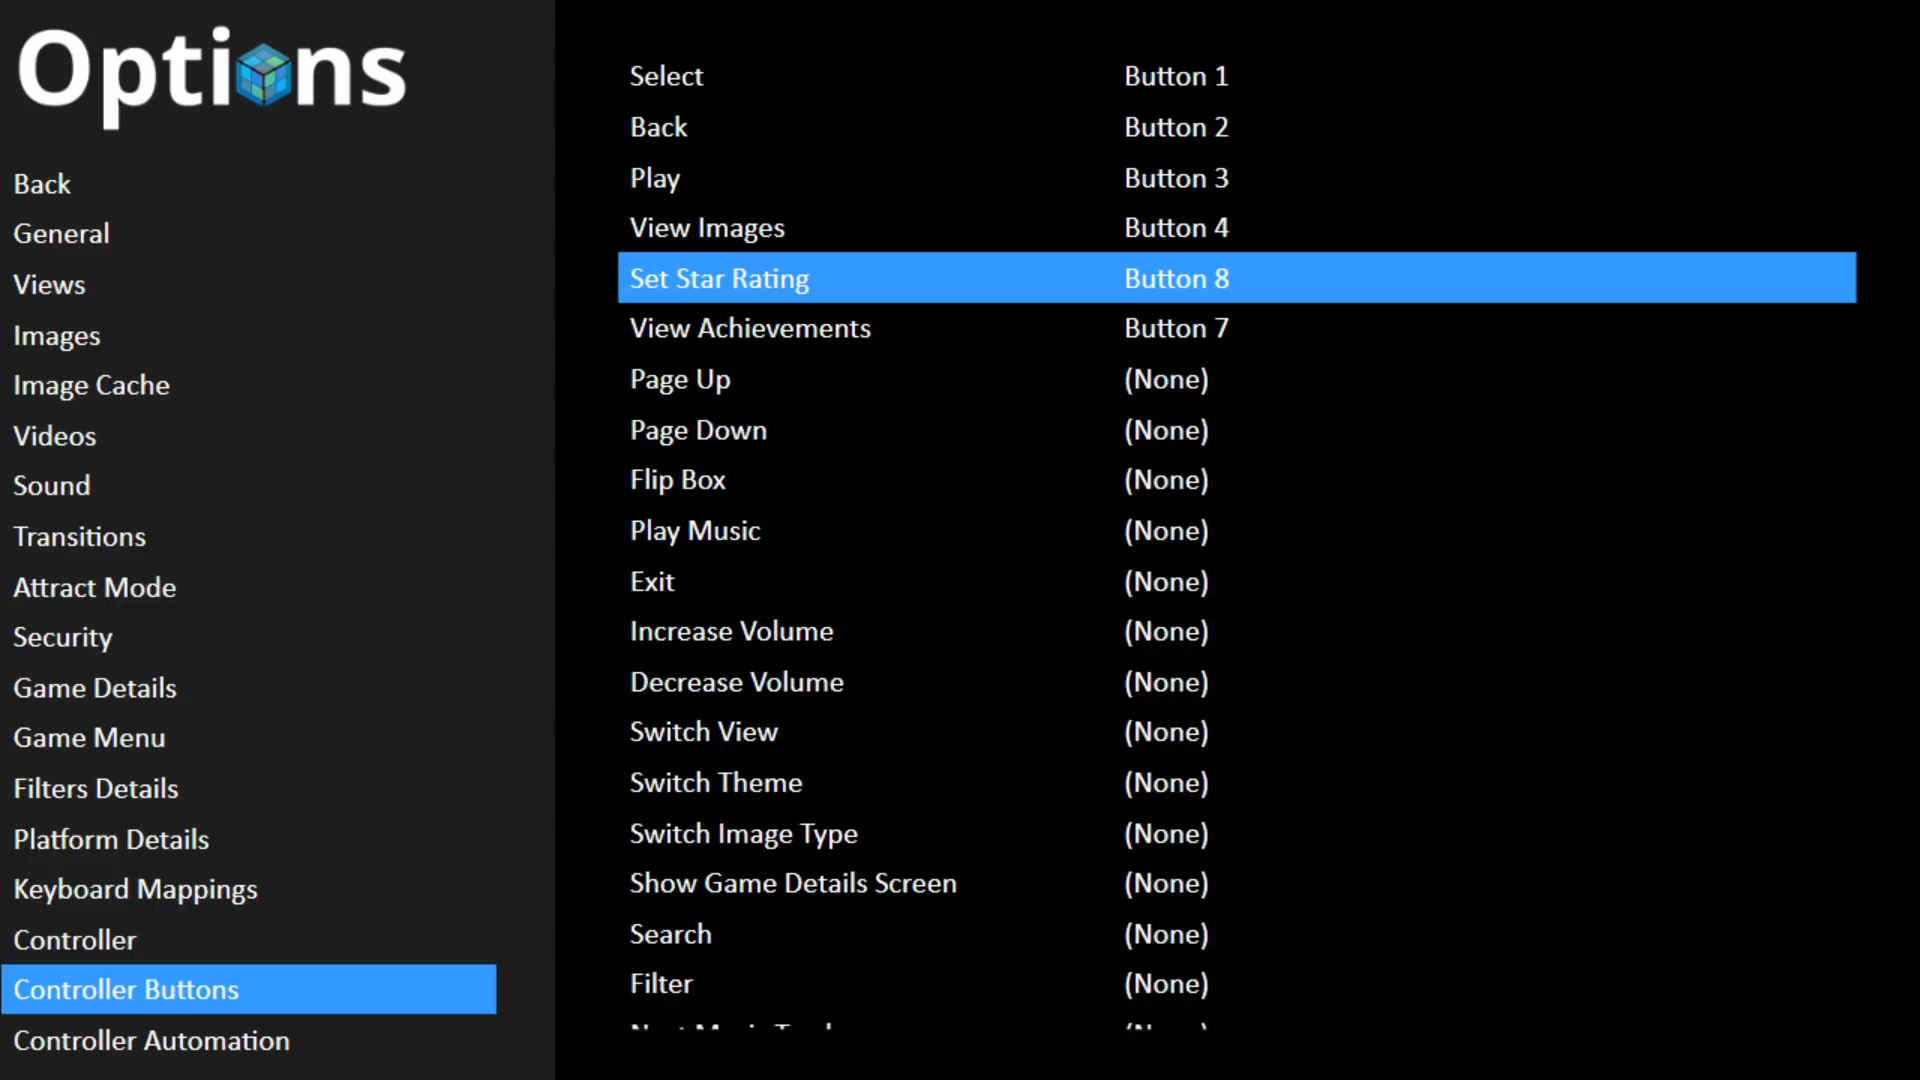 Options
Back
General
Views
Images
Image Cache
Videos
Sound
Transitions
Attract Mode
Security
Game Details
Game Menu
Filters Details
Platform Details
Keyboard Mappings
Controller
Controller Buttons
Controller Automation
Select Button 1
Back Button 2
Play Button 3
View Images Button 4
Set Star Rating Button 8
View Achievements Button 7
Page Up (None)
Page Down (None)
Flip Box (None)
Play Music (None)
Exit (None)
Increase Volume (None)
Decrease Volume (None)
Switch View (None)
Switch Theme (None)
Switch Image Type (None)
Show Game Details Screen (None)
Search (None)
Filter (None)